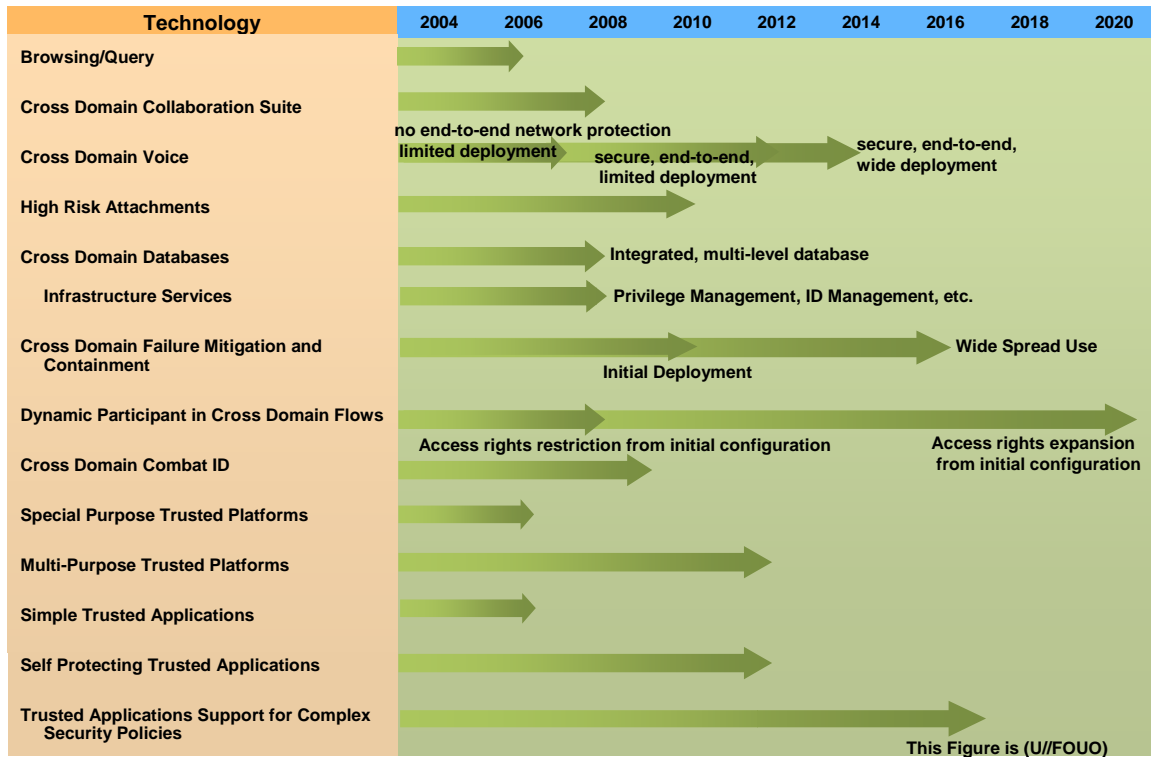 Technology 2004 2006 2008 2010 2012 2014 2016 2018 2020
Browsing/Query
Cross Domain Collaboration Suite
no end-to-end network protection
limited deployment
Cross Domain Voice
secure, end-to-end,
limited deployment
secure, end-to-end,
wide deployment
High Risk Attachments
Cross Domain Databases
Integrated, multi-level database
Infrastructure Services
Privilege Management, ID Management, etc.
Cross Domain Failure Mitigation and
Containment
Wide Spread Use
Initial Deployment
Dynamic Participant in Cross Domain Flows
Access rights restriction from initial configuration
Access rights expansion
from initial configuration
Cross Domain Combat ID
Special Purpose Trusted Platforms
Multi-Purpose Trusted Platforms
Simple Trusted Applications
Self Protecting Trusted Applications
Trusted Applications Support for Complex
Security Policies
This Figure is (U//FOUO)